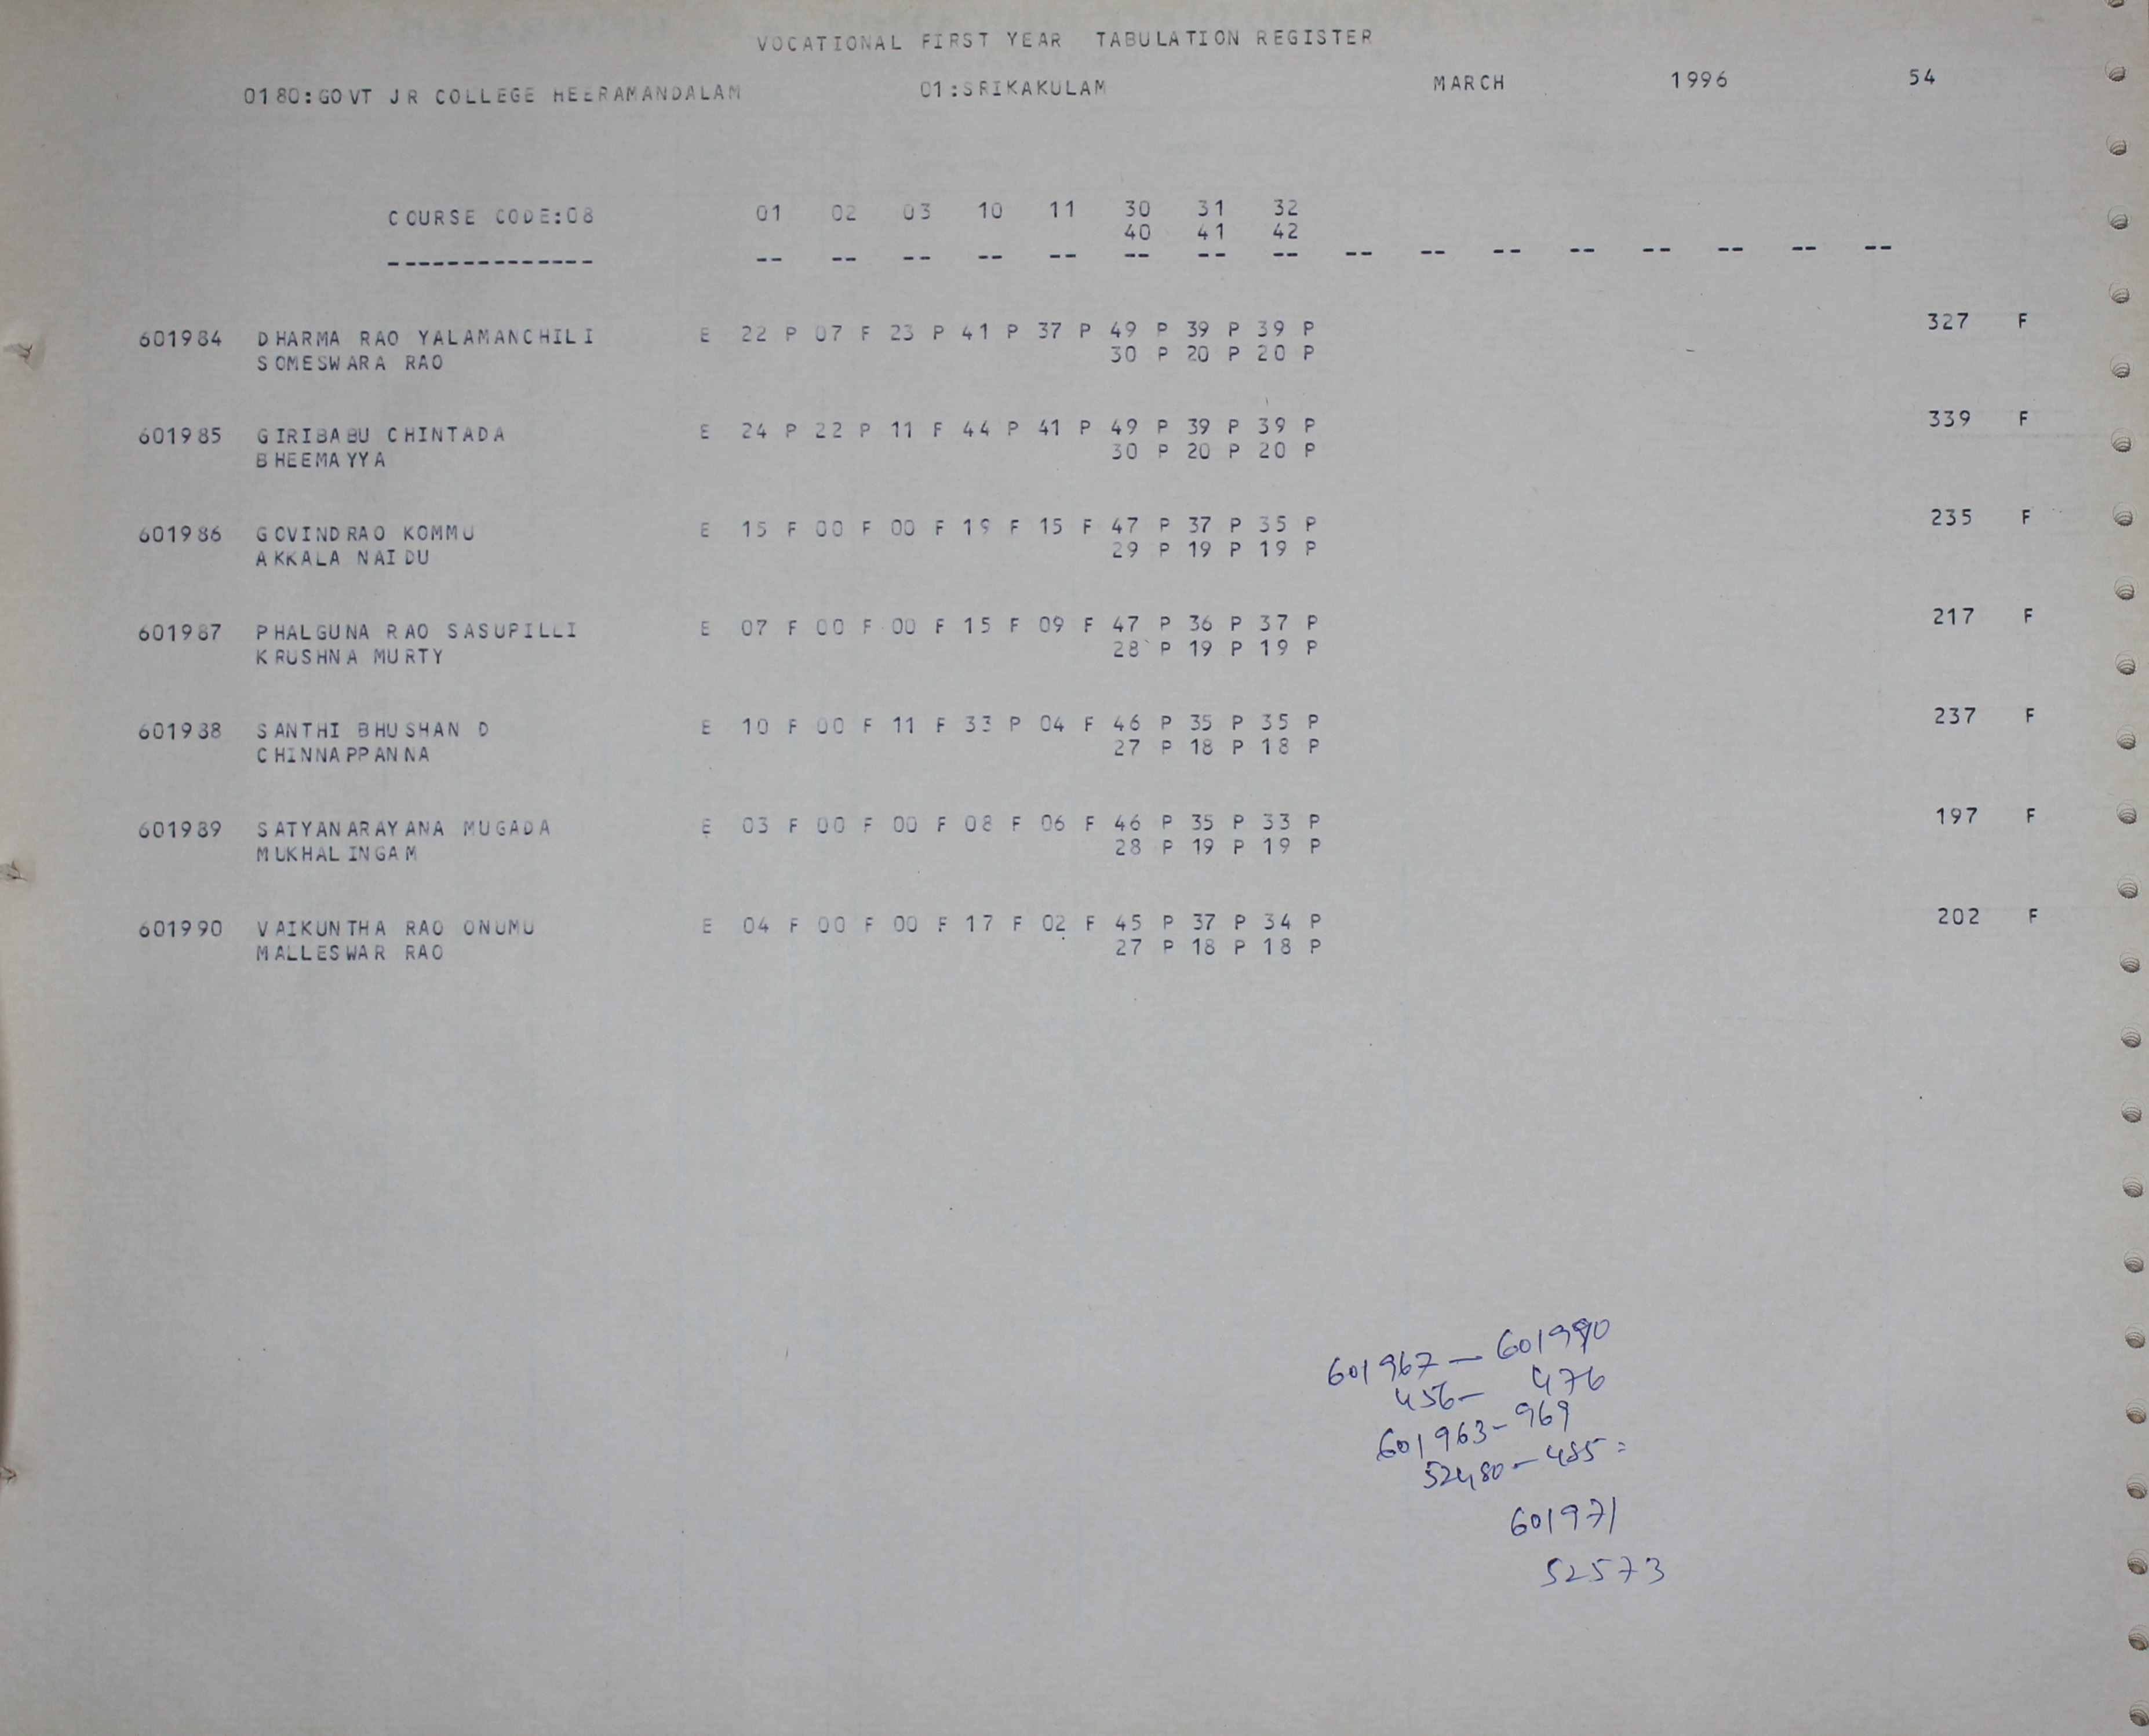 VOCATIONAL FIRST YEAR TABULATION REGISTER
0180:GOVT JR COLLEGE HEERAMANDALAM 01:SRIKAKULAM MARCH 1996 54
COURSE CODE:08 01 02 03 10 11 30 31 32
40 41 42
-------------- -- -- -- -- -- -- -- -- -- -- -- -- -- -- -- --
601984 DHARMA RAO YALAMANCHILI E 22 P 07 F 23 P 41 P 37 P 49 P 39 P 39 P 327 F
SOMESWARA RAO 30 P 20 P 20 P
601985 GIRIBABU CHINTADA E 24 P 22 P 11 F 44 P 41 P 49 P 39 P 39 P 339 F
BHEEMAYYA 30 P 20 P 20 P
601986 GOVINDRAO KOMMU E 15 F 00 F 00 F 19 F 15 F 47 P 37 P 35 P 235 F
AKKALA NAIDU 29 P 19 P 19 P
601987 PHALGUNA RAO SASUPILLI E 07 F 00 F 00 F 15 F 09 F 47 P 36 P 37 P 217 F
KRUSHNA MURTY 28 P 19 P 19 P
601988 SANTHI BHUSHAN D E 10 F 00 F 11 F 33 P 04 F 46 P 35 P 35 P 237 F
CHINNAPPANNA 27 P 18 P 18 P
601989 SATYANARAYANA MUGADA E 03 F 00 F 00 F 08 F 06 F 46 P 35 P 33 P 197 F
MUKHALINGAM 28 P 19 P 19 P
601990 VAIKUNTHA RAO ONUMU E 04 F 00 F 00 F 17 F 02 F 45 P 37 P 34 P 202 F
MALLESWAR RAO 27 P 18 P 18 P
601967 — 601990
456 — 476
601963 - 969
52480 - 485
601971
52573